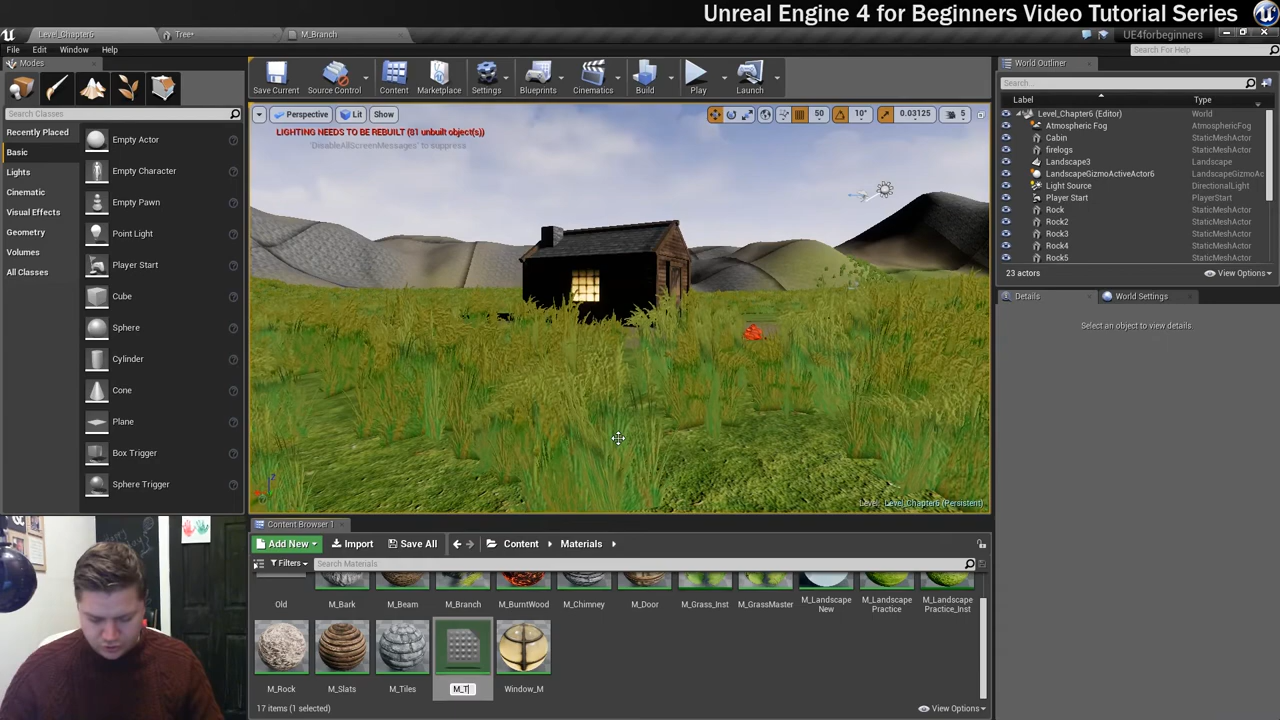 Unreal Engine 4 for Beginners Video Tutorial Series
Level_Chapter6
Tree*
M_Branch
UE4forbeginners
File
Edit
Window
Help
Search For Help
Modes
Search Classes
Save Current
Source Control
Content
Marketplace
Settings
Blueprints
Cinematics
Build
Play
Launch
Recently Placed
Basic
Lights
Cinematic
Visual Effects
Geometry
Volumes
All Classes
Empty Actor
Empty Character
Empty Pawn
Point Light
Player Start
Cube
Sphere
Cylinder
Cone
Plane
Box Trigger
Sphere Trigger
Perspective
Lit
Show
50
10°
0.03125
5
LIGHTING NEEDS TO BE REBUILT (81 unbuilt object(s))
'DisableAllScreenMessages' to suppress
Level: Level_Chapter6 (Persistent)
World Outliner
Search...
Label
Type
Level_Chapter6 (Editor)
World
Atmospheric Fog
AtmosphericFog
Cabin
StaticMeshActor
firelogs
StaticMeshActor
Landscape3
Landscape
LandscapeGizmoActiveActor6
LandscapeGizmoAc
Light Source
DirectionalLight
Player Start
PlayerStart
Rock
StaticMeshActor
Rock2
StaticMeshActor
Rock3
StaticMeshActor
Rock4
StaticMeshActor
Rock5
StaticMeshActor
23 actors
View Options
Details
World Settings
Select an object to view details.
Content Browser 1
Add New
Import
Save All
Content
Materials
Filters
Search Materials
Old
M_Bark
M_Beam
M_Branch
M_BurntWood
M_Chimney
M_Door
M_Grass_Inst
M_GrassMaster
M_Landscape
New
M_Landscape
Practice
M_Landscape
Practice_Inst
M_Rock
M_Slats
M_Tiles
M_T
Window_M
17 items (1 selected)
View Options